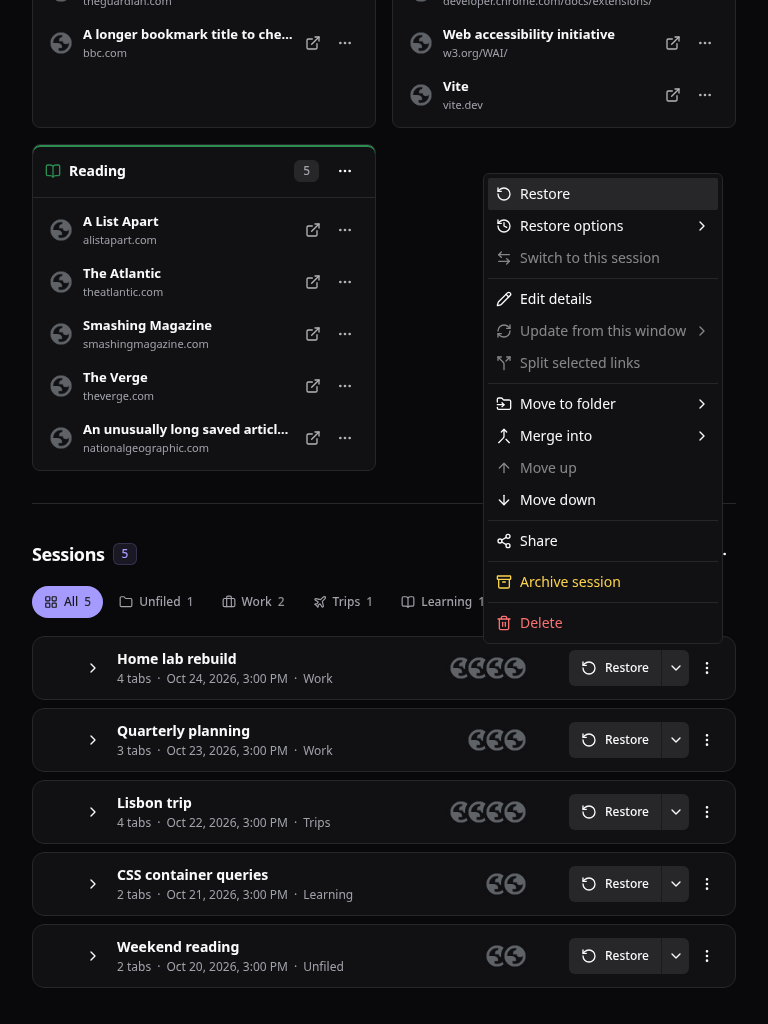 theguardian.com
A longer bookmark title to che...
bbc.com
developer.chrome.com/docs/extensions/
Web accessibility initiative
w3.org/WAI/
Vite
vite.dev
Reading
5
A List Apart
alistapart.com
The Atlantic
theatlantic.com
Smashing Magazine
smashingmagazine.com
The Verge
theverge.com
An unusually long saved articl...
nationalgeographic.com
Restore
Restore options
Switch to this session
Edit details
Update from this window
Split selected links
Move to folder
Merge into
Move up
Move down
Share
Archive session
Delete
Sessions 5
All 5
Unfiled 1
Work 2
Trips 1
Learning 1
Home lab rebuild
4 tabs · Oct 24, 2026, 3:00 PM · Work
Restore
Quarterly planning
3 tabs · Oct 23, 2026, 3:00 PM · Work
Restore
Lisbon trip
4 tabs · Oct 22, 2026, 3:00 PM · Trips
Restore
CSS container queries
2 tabs · Oct 21, 2026, 3:00 PM · Learning
Restore
Weekend reading
2 tabs · Oct 20, 2026, 3:00 PM · Unfiled
Restore